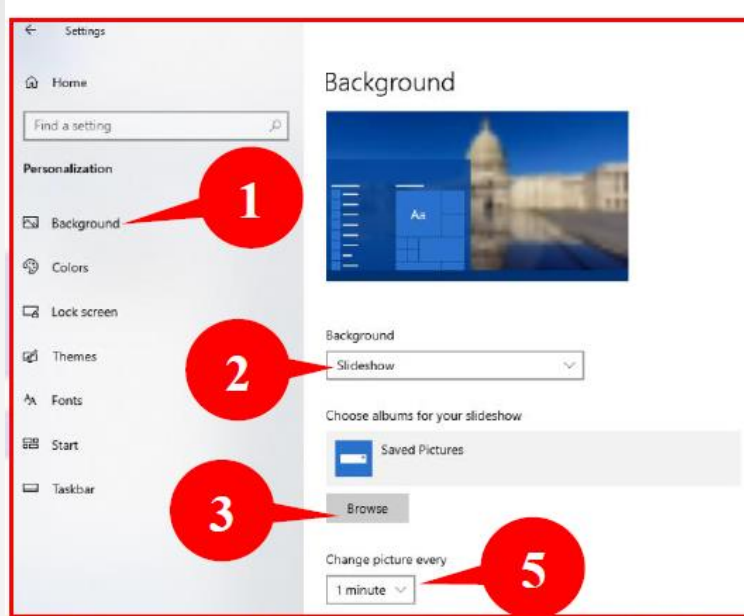 Settings
Home
Find a setting
Personalization
Background
Colors
Lock screen
Themes
Fonts
Start
Taskbar
1
2
3
5
Background
Aa
Background
Slideshow
Choose albums for your slideshow
Saved Pictures
Browse
Change picture every
1 minute